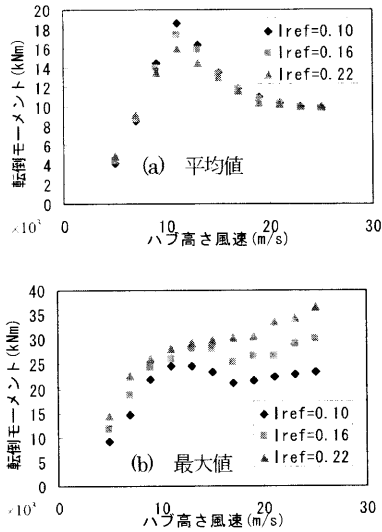 転倒モーメント(kNm)
20
18
16
14
12
10
8
6
4
2
0
×10³
Iref=0.10
Iref=0.16
Iref=0.22
(a) 平均値
0
10
20
30
ハブ高さ風速(m/s)
転倒モーメント(kNm)
40
35
30
25
20
15
10
5
0
×10³
Iref=0.10
Iref=0.16
Iref=0.22
(b) 最大値
0
10
20
30
ハブ高さ風速(m/s)